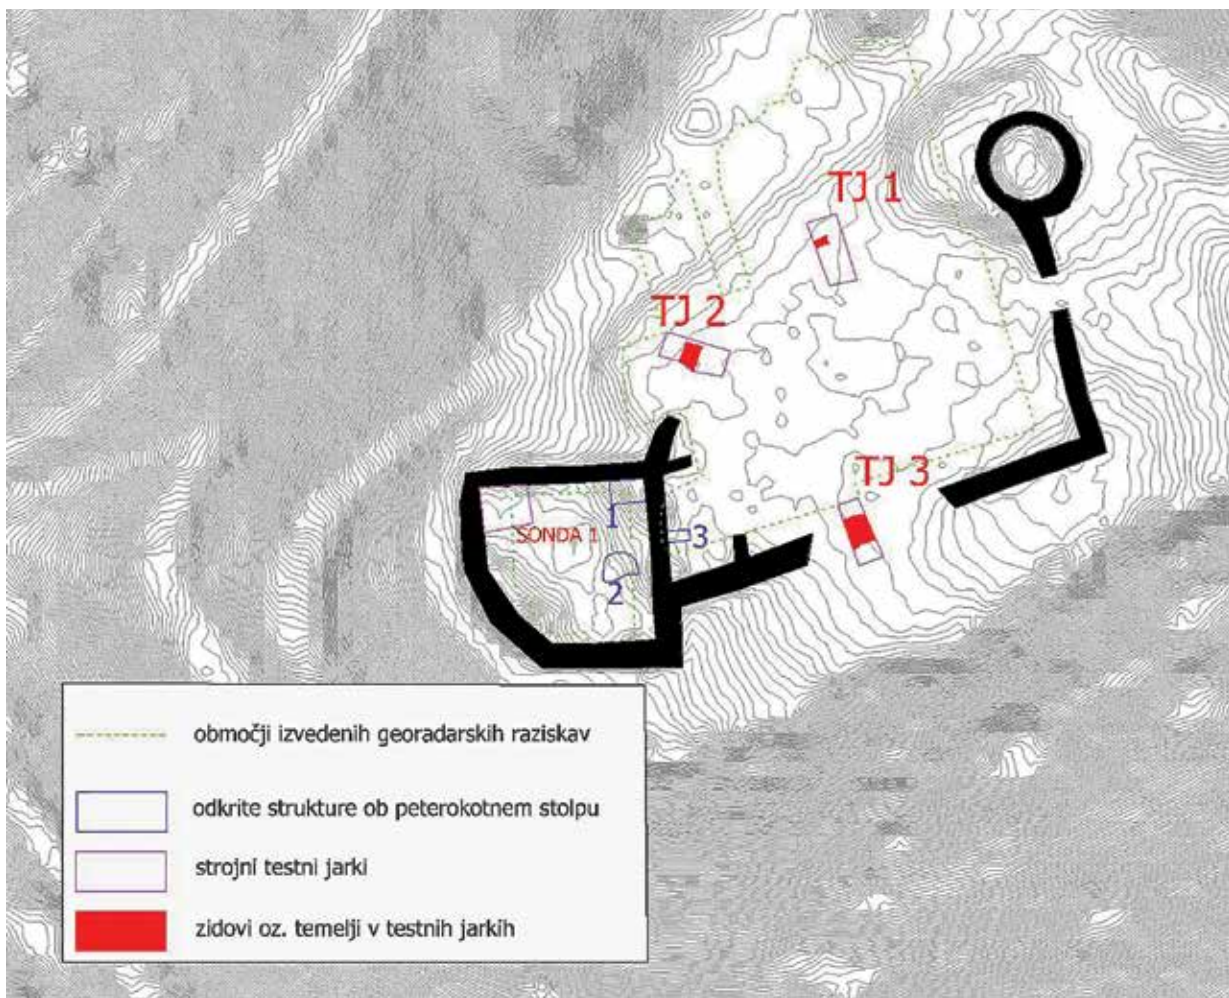 TJ 1
TJ 2
TJ 3
SONDA 1
1
3
2
območji izvedenih georadarskih raziskav
odkrite strukture ob peterokotnem stolpu
strojni testni jarki
zidovi oz. temelji v testnih jarkih